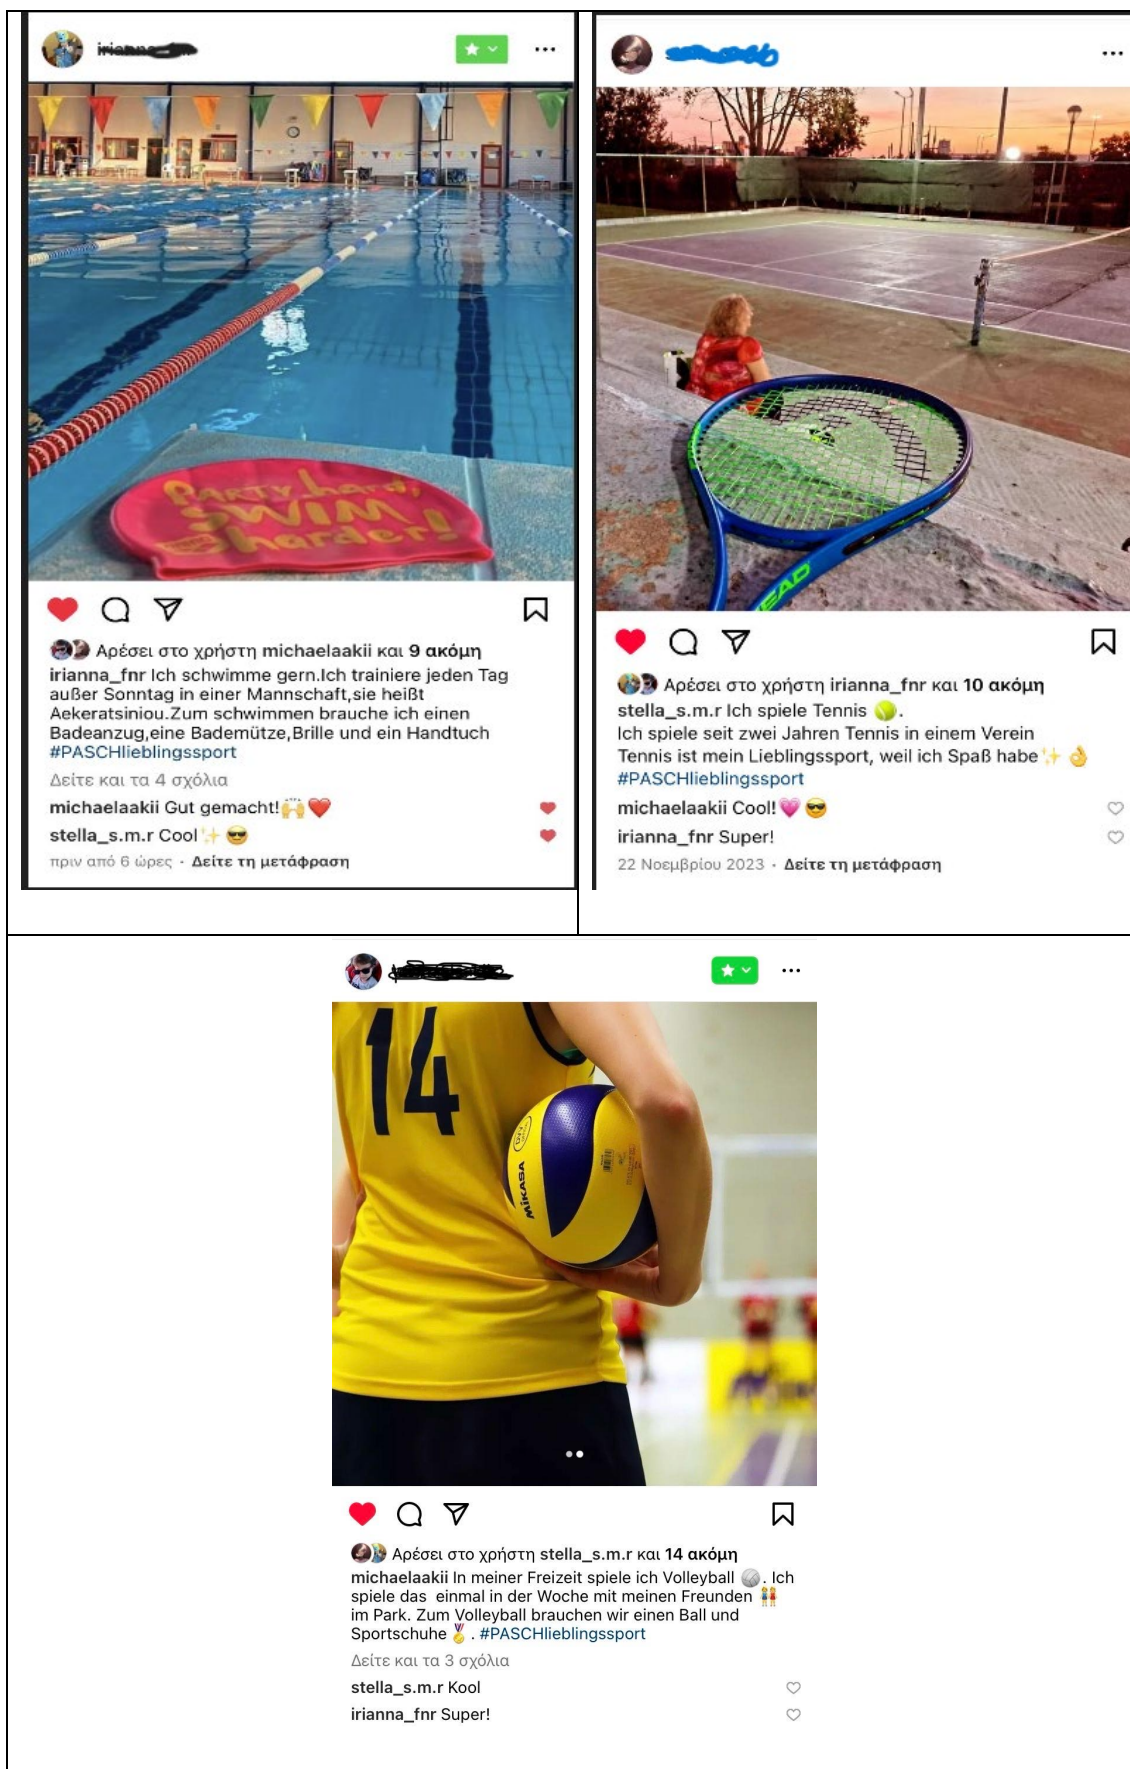 PARTY hard,
SWIM
harder!
Αρέσει στο χρήστη michaelaakii και 9 ακόμη
irianna_fnr Ich schwimme gern.Ich trainiere jeden Tag
außer Sonntag in einer Mannschaft,sie heißt
Aekeratsiniou.Zum schwimmen brauche ich einen
Badeanzug,eine Bademütze,Brille und ein Handtuch
#PASCHlieblingssport
Δείτε και τα 4 σχόλια
michaelaakii Gut gemacht!🙌❤️
stella_s.m.r Cool✨😎
πριν από 6 ώρες · Δείτε τη μετάφραση
EAD
Αρέσει στο χρήστη irianna_fnr και 10 ακόμη
stella_s.m.r Ich spiele Tennis 🎾.
Ich spiele seit zwei Jahren Tennis in einem Verein
Tennis ist mein Lieblingssport, weil ich Spaß habe✨👌
#PASCHlieblingssport
michaelaakii Cool!💗😎
irianna_fnr Super!
22 Νοεμβρίου 2023 · Δείτε τη μετάφραση
14
MIKASA
Αρέσει στο χρήστη stella_s.m.r και 14 ακόμη
michaelaakii In meiner Freizeit spiele ich Volleyball 🏐. Ich
spiele das einmal in der Woche mit meinen Freunden 👭
im Park. Zum Volleyball brauchen wir einen Ball und
Sportschuhe 🏅. #PASCHlieblingssport
Δείτε και τα 3 σχόλια
stella_s.m.r Kool
irianna_fnr Super!